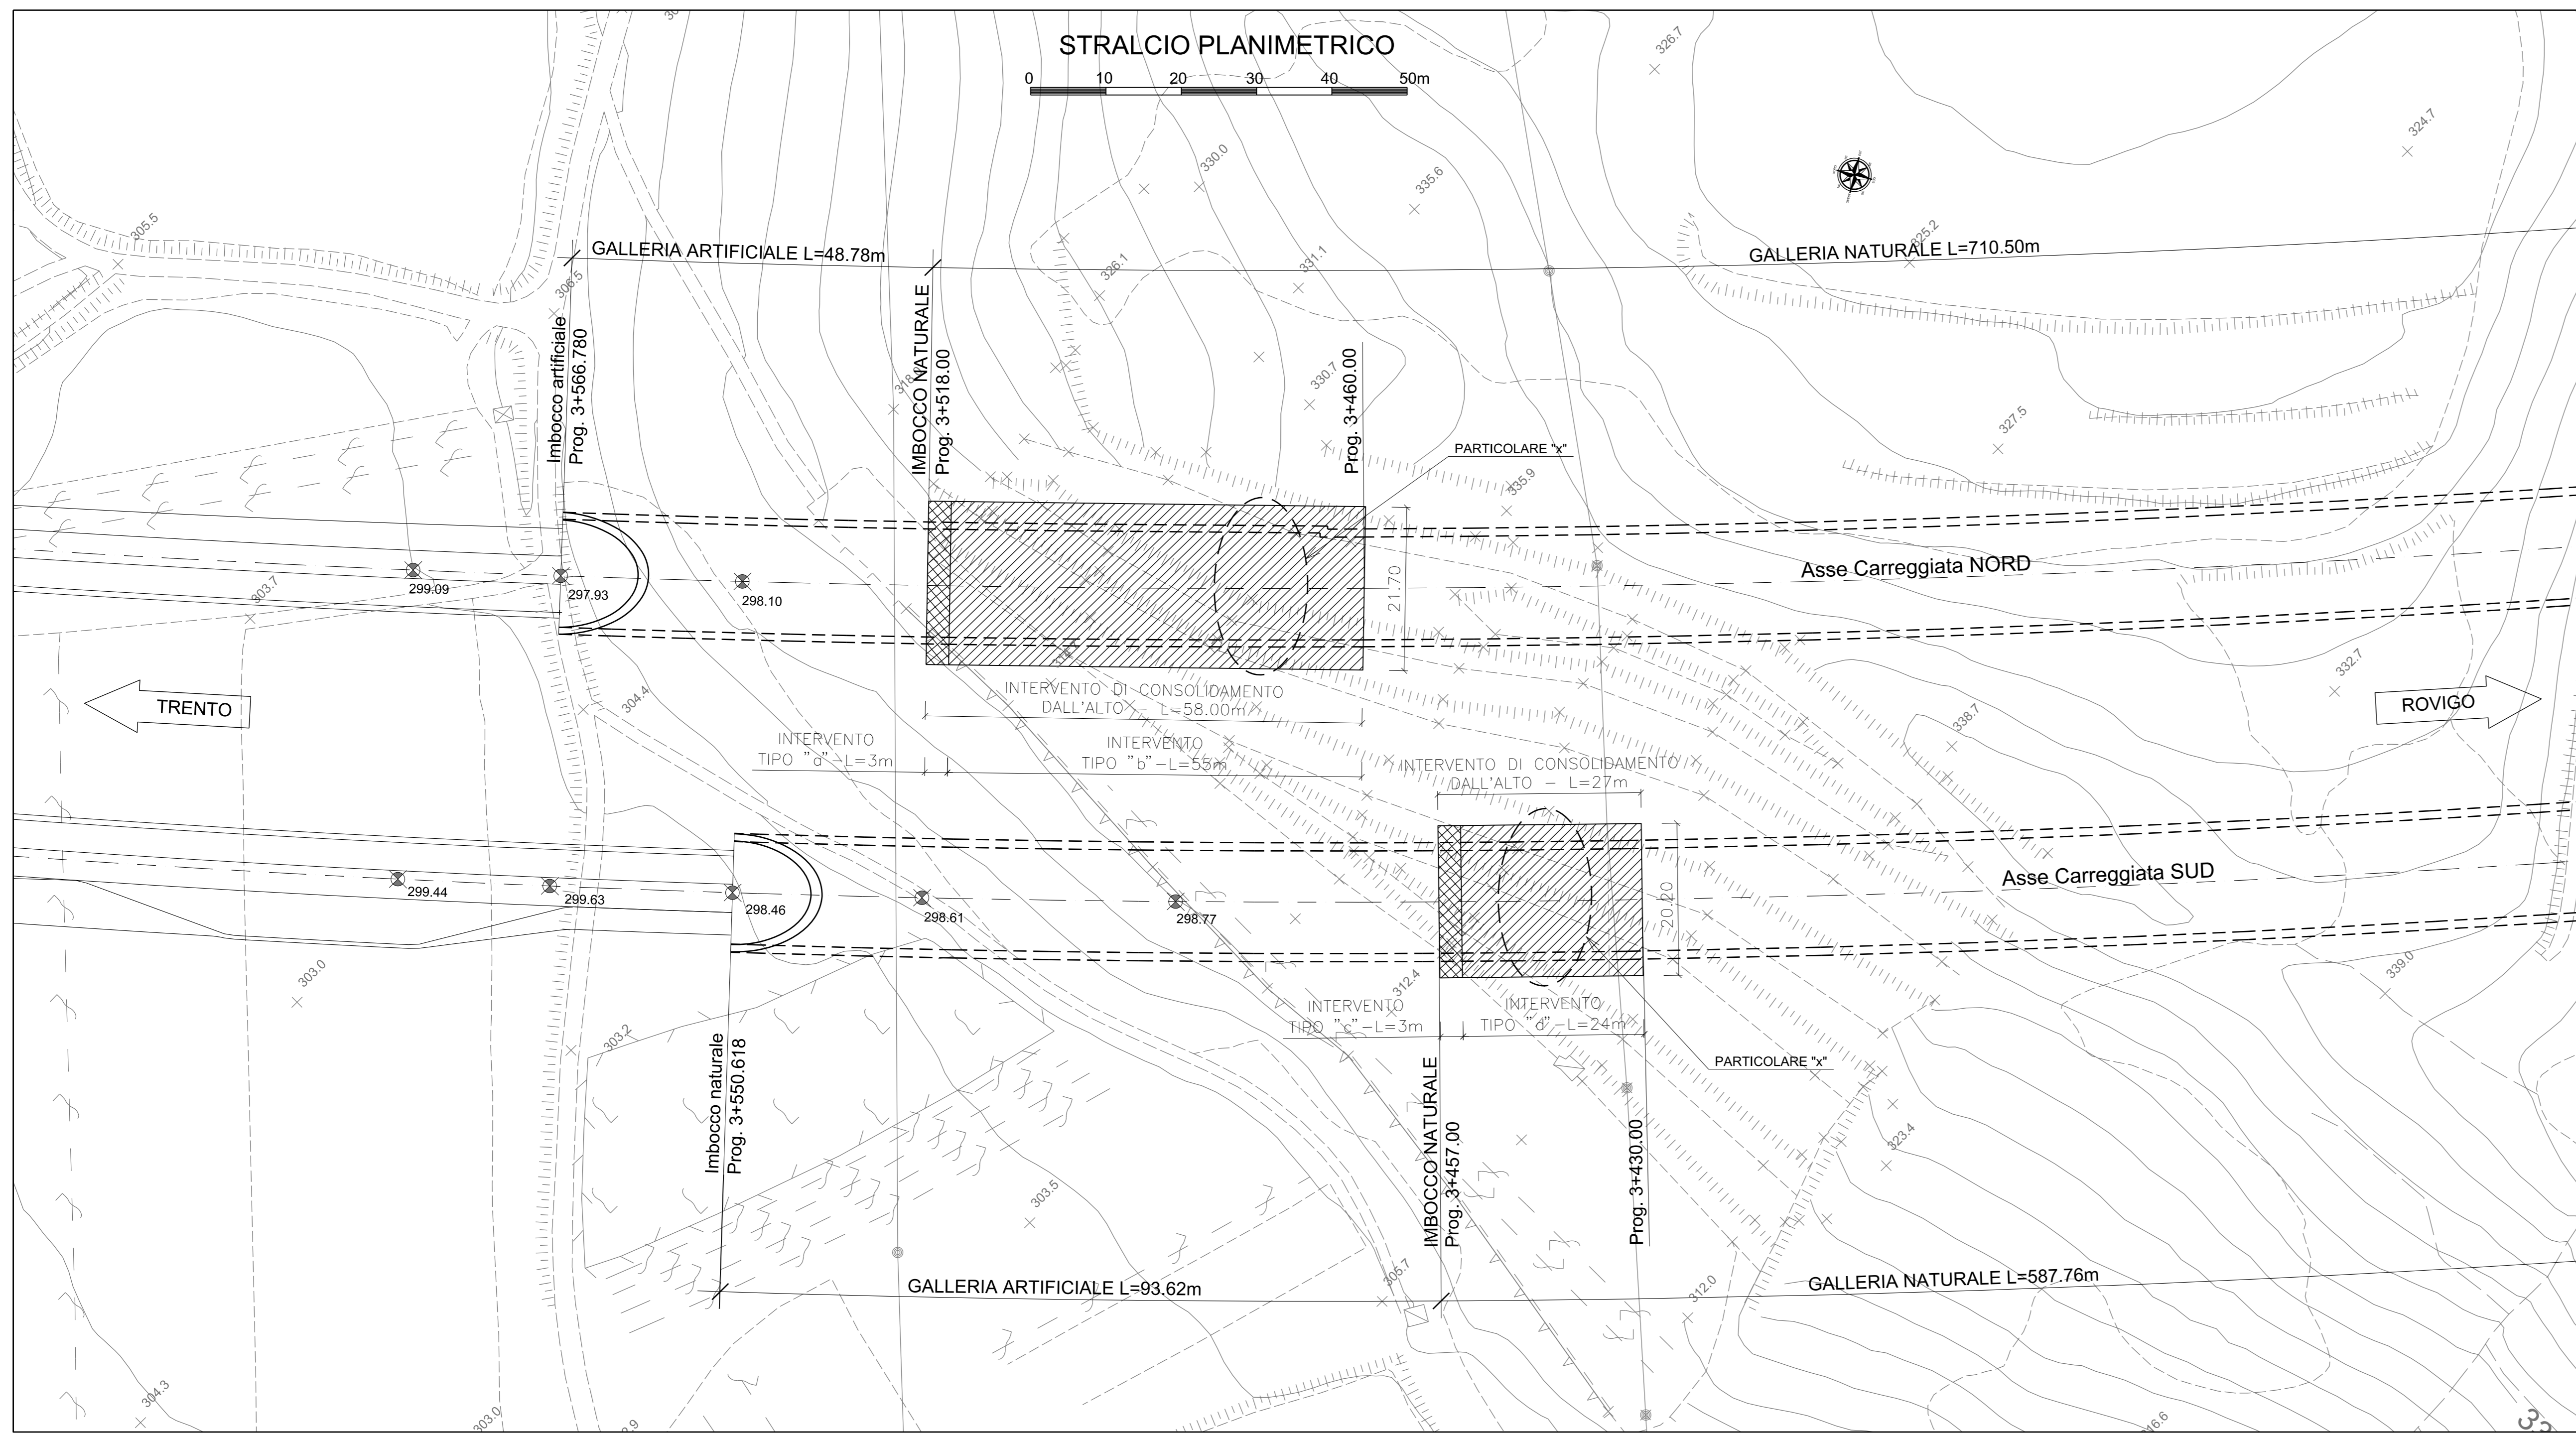 STRALCIO PLANIMETRICO
0 10 20 30 40 50m
326.7
324.7
330.0
335.6
305.5
325.2
GALLERIA ARTIFICIALE L=48.78m
GALLERIA NATURALE L=710.50m
326.1
331.1
306.5
Imbocco artificiale
Prog. 3+566.780
IMBOCCO NATURALE
Prog. 3+518.00
Prog. 3+460.00
330.7
327.5
PARTICOLARE "x"
335.9
299.09
297.93
298.10
303.7
21.70
Asse Carreggiata NORD
TRENTO
304.4
INTERVENTO DI CONSOLIDAMENTO
DALL'ALTO - L=58.00m
332.7
ROVIGO
338.7
INTERVENTO
TIPO "a"-L=3m
INTERVENTO
TIPO "b"-L=55m
INTERVENTO DI CONSOLIDAMENTO
DALL'ALTO - L=27m
299.44
299.63
298.46
298.61
298.77
20.20
Asse Carreggiata SUD
303.0
312.4
339.0
INTERVENTO
TIPO "c"-L=3m
INTERVENTO
TIPO "d"-L=24m
303.2
PARTICOLARE "x"
Imbocco naturale
Prog. 3+550.618
IMBOCCO NATURALE
Prog. 3+457.00
Prog. 3+430.00
323.4
303.5
305.7
312.0
GALLERIA ARTIFICIALE L=93.62m
GALLERIA NATURALE L=587.76m
304.3
303.0